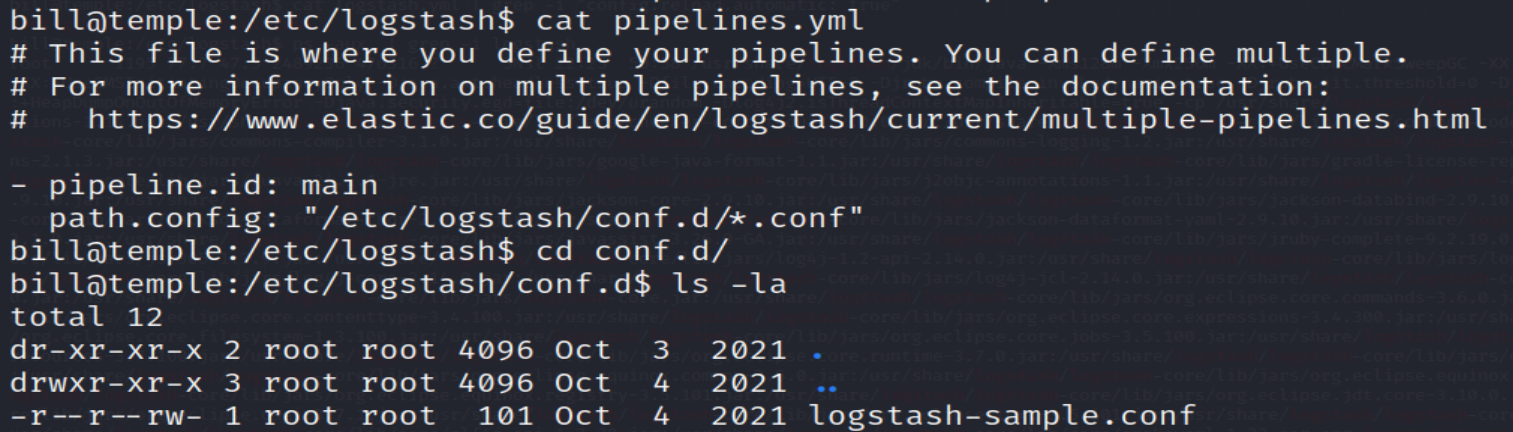 bill@temple:/etc/logstash$ cat pipelines.yml
# This file is where you define your pipelines. You can define multiple.
# For more information on multiple pipelines, see the documentation:
#   https://www.elastic.co/guide/en/logstash/current/multiple-pipelines.html

- pipeline.id: main
  path.config: "/etc/logstash/conf.d/*.conf"
bill@temple:/etc/logstash$ cd conf.d/
bill@temple:/etc/logstash/conf.d$ ls -la
total 12
dr-xr-xr-x 2 root root 4096 Oct  3  2021 .
drwxr-xr-x 3 root root 4096 Oct  4  2021 ..
-r--r--rw- 1 root root  101 Oct  4  2021 logstash-sample.conf